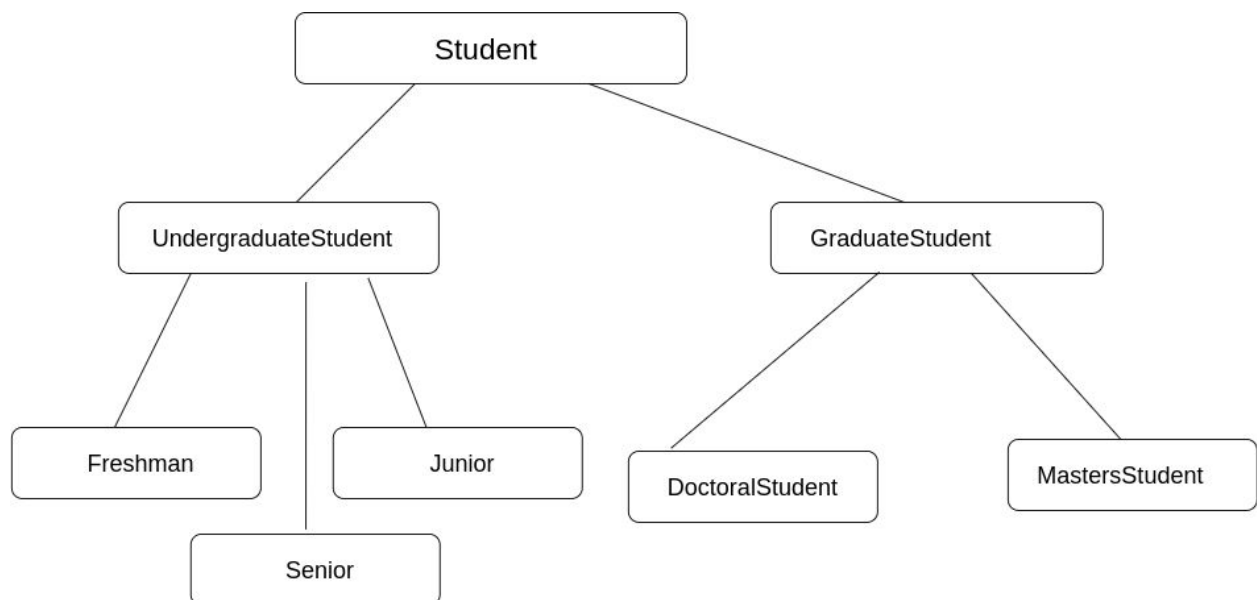 Student
UndergraduateStudent
GraduateStudent
Freshman
Junior
DoctoralStudent
MastersStudent
Senior